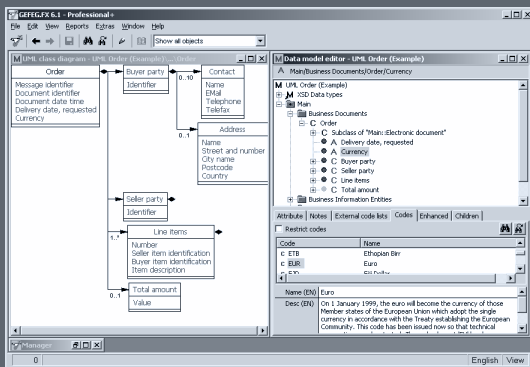 GEFEG.FX 6.1 - Professional+
File Edit View Reports Extras Window Help
Show all objects
UML class diagram - UML Order (Example)\...\Order
Order
Message identifier
Document identifier
Document date time
Delivery date, requested
Currency
Buyer party
Identifier
0..10
Contact
Name
EMail
Telephone
Telefax
0..1
Address
Name
Street and number
City name
Postcode
Country
Seller party
Identifier
1..*
Line items
Number
Seller item identification
Buyer item identification
Item description
0..1
Total amount
Value
Data model editor - UML Order (Example)
A Main/Business Documents/Order/Currency
M UML Order (Example)
M XSD Data types
Main
Business Documents
C Order
C Subclass of "Main::Electronic document"
A Delivery date, requested
A Currency
C Buyer party
C Seller party
C Line items
C Total amount
Business Information Entities
Attribute Notes External code lists Codes Enhanced Children
Restrict codes
Code Name
C ETB Ethopian Birr
C EUR Euro
C FJD Fiji Dollar
Name (EN) Euro
Desc (EN) On 1 January 1999, the euro will become the currency of those
Member states of the European Union which adopt the single
currency in accordance with the Treaty establishing the European
Community. This code has been issued now so that technical
Manager
0 English View